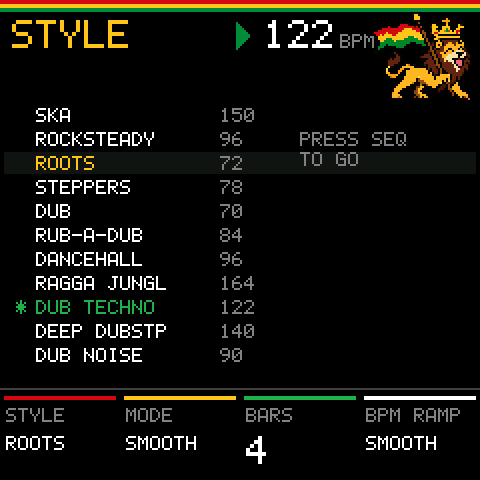 STYLE 122 BPM
SKA 150
ROCKSTEADY 96 PRESS SEQ
ROOTS 72 TO GO
STEPPERS 78
DUB 70
RUB-A-DUB 84
DANCEHALL 96
RAGGA JUNGL 164
* DUB TECHNO 122
DEEP DUBSTP 140
DUB NOISE 90
STYLE MODE BARS BPM RAMP
ROOTS SMOOTH 4 SMOOTH